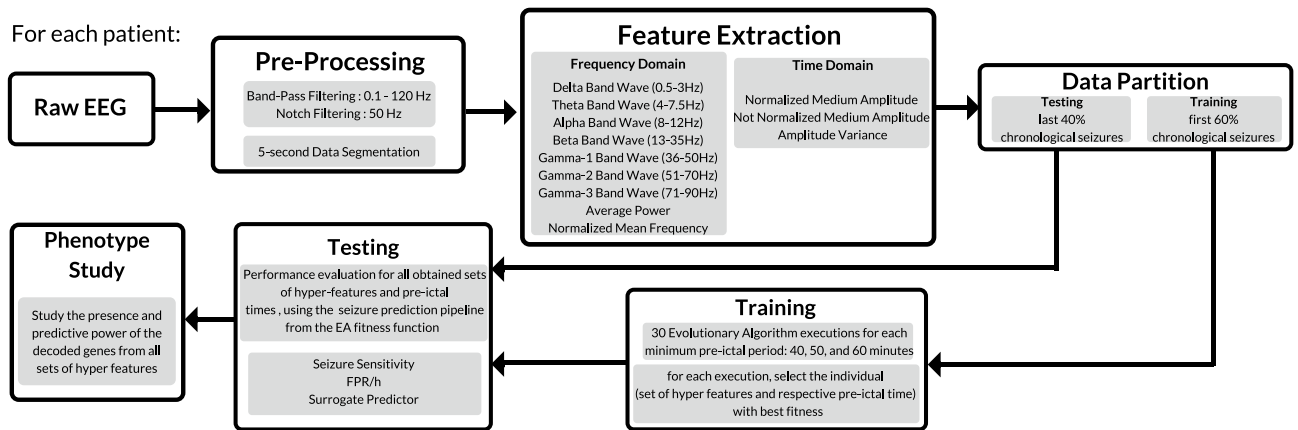 For each patient:
Raw EEG
Pre-Processing
Band-Pass Filtering : 0.1 - 120 Hz
Notch Filtering : 50 Hz
5-second Data Segmentation
Feature Extraction
Frequency Domain
Delta Band Wave (0.5-3Hz)
Theta Band Wave (4-7.5Hz)
Alpha Band Wave (8-12Hz)
Beta Band Wave (13-35Hz)
Gamma-1 Band Wave (36-50Hz)
Gamma-2 Band Wave (51-70Hz)
Gamma-3 Band Wave (71-90Hz)
Average Power
Normalized Mean Frequency
Time Domain
Normalized Medium Amplitude
Not Normalized Medium Amplitude
Amplitude Variance
Data Partition
Testing
last 40%
chronological seizures
Training
first 60%
chronological seizures
Training
30 Evolutionary Algorithm executions for each
minimum pre-ictal period: 40, 50, and 60 minutes
for each execution, select the individual
(set of hyper features and respective pre-ictal time)
with best fitness
Testing
Performance evaluation for all obtained sets
of hyper-features and pre-ictal
times , using the seizure prediction pipeline
from the EA fitness function
Seizure Sensitivity
FPR/h
Surrogate Predictor
Phenotype
Study
Study the presence and
predictive power of the
decoded genes from all
sets of hyper features